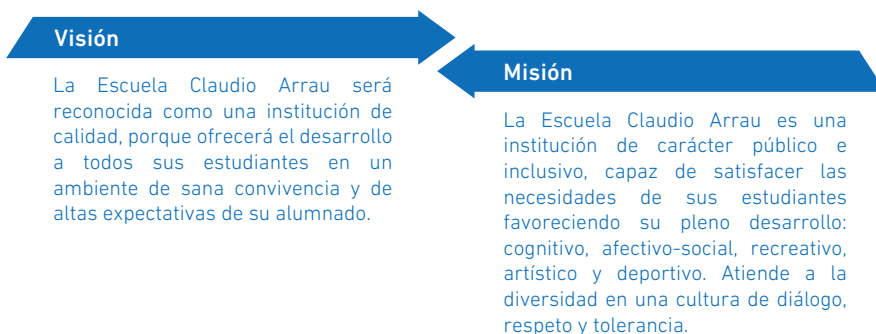 Visión
La Escuela Claudio Arrau será
reconocida como una institución de
calidad, porque ofrecerá el desarrollo
a todos sus estudiantes en un
ambiente de sana convivencia y de
altas expectativas de su alumnado.
Misión
La Escuela Claudio Arrau es una
institución de carácter público e
inclusivo, capaz de satisfacer las
necesidades de sus estudiantes
favoreciendo su pleno desarrollo:
cognitivo, afectivo-social, recreativo,
artístico y deportivo. Atiende a la
diversidad en una cultura de diálogo,
respeto y tolerancia.